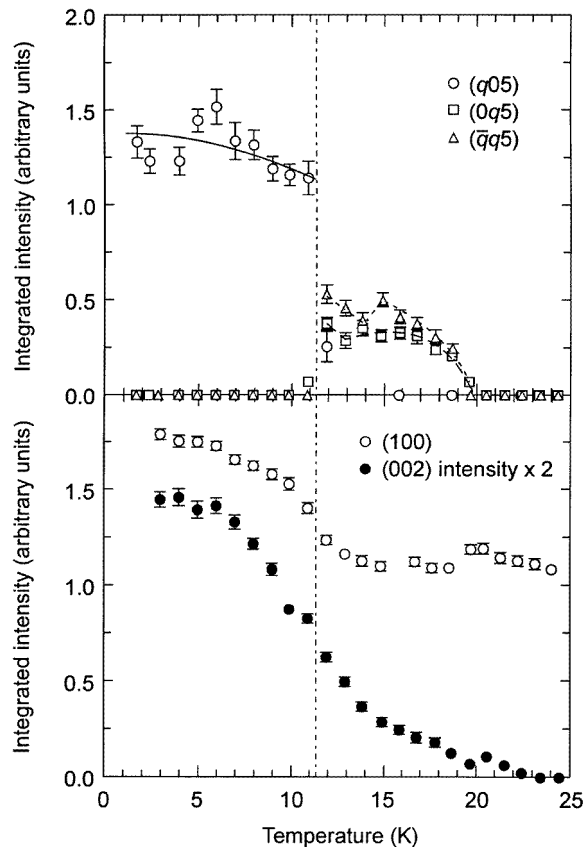 2.0
1.5
1.0
0.5
0.0
Integrated intensity (arbitrary units)
(q05)
(0q5)
(q̅q5)
1.5
1.0
0.5
0.0
Integrated intensity (arbitrary units)
(100)
(002) intensity x 2
0 5 10 15 20 25
Temperature (K)